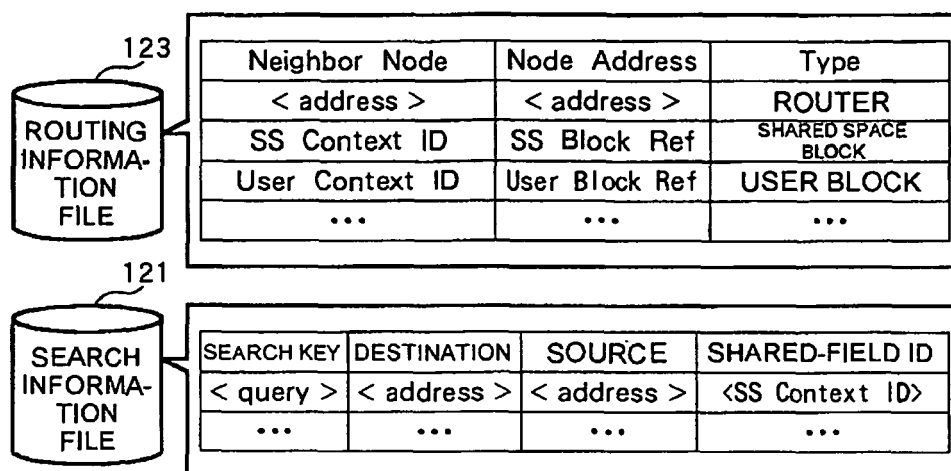 123
ROUTING
INFORMA-
TION
FILE
Neighbor Node Node Address Type
< address > < address > ROUTER
SS Context ID SS Block Ref SHARED SPACE
BLOCK
User Context ID User Block Ref USER BLOCK
... ... ...
121
SEARCH
INFORMA-
TION
FILE
SEARCH KEY DESTINATION SOURCE SHARED-FIELD ID
< query > < address > < address > <SS Context ID>
... ... ... ...